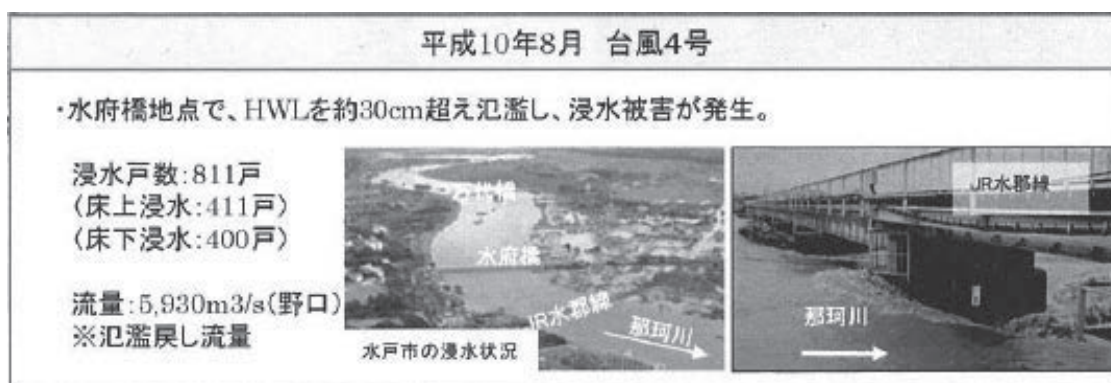 平成10年8月 台風4号
・水府橋地点で、HWLを約30cm超え氾濫し、浸水被害が発生。
浸水戸数:811戸
(床上浸水:411戸)
(床下浸水:400戸)
流量:5,930m3/s(野口)
※氾濫戻し流量
水府橋
JR水郡線
那珂川
水戸市の浸水状況
JR水郡線
那珂川